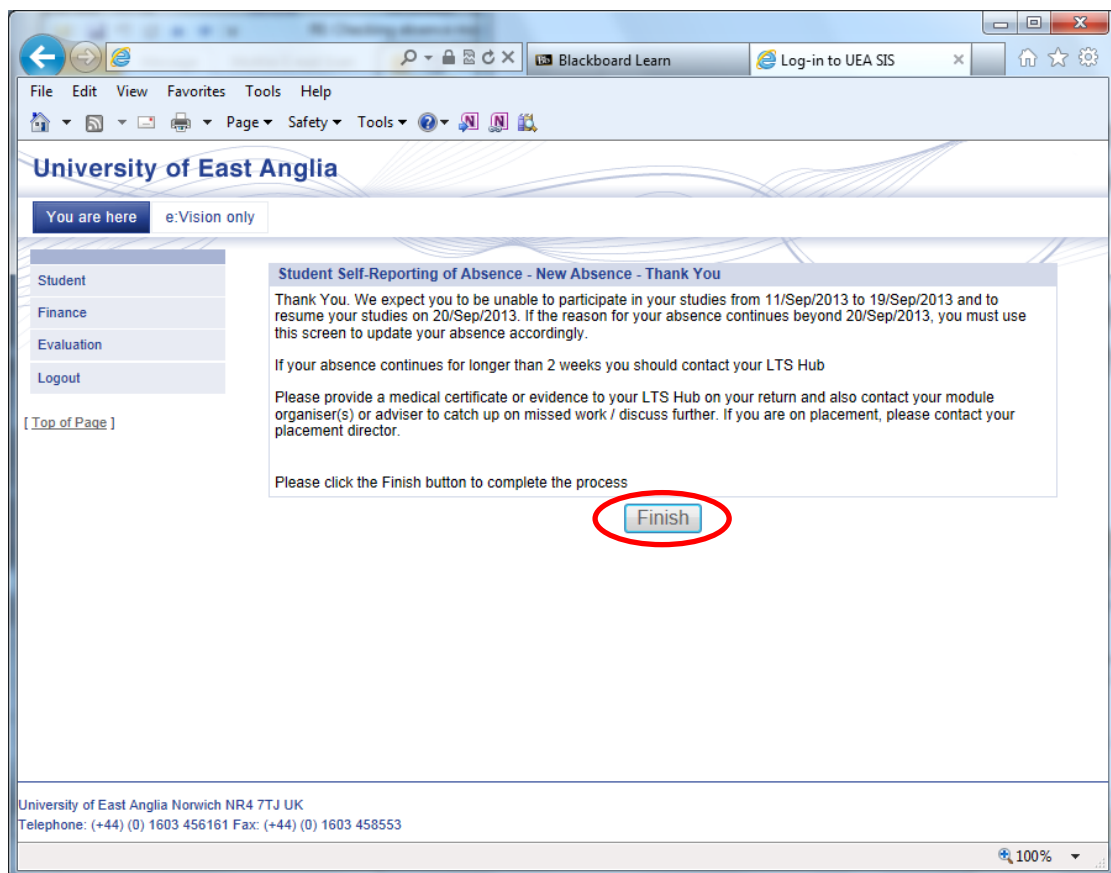 Blackboard Learn
Log-in to UEA SIS
File Edit View Favorites Tools Help
Page Safety Tools
University of East Anglia
You are here e:Vision only
Student
Finance
Evaluation
Logout
[ Top of Page ]
Student Self-Reporting of Absence - New Absence - Thank You
Thank You. We expect you to be unable to participate in your studies from 11/Sep/2013 to 19/Sep/2013 and to
resume your studies on 20/Sep/2013. If the reason for your absence continues beyond 20/Sep/2013, you must use
this screen to update your absence accordingly.
If your absence continues for longer than 2 weeks you should contact your LTS Hub
Please provide a medical certificate or evidence to your LTS Hub on your return and also contact your module
organiser(s) or adviser to catch up on missed work / discuss further. If you are on placement, please contact your
placement director.
Please click the Finish button to complete the process
Finish
University of East Anglia Norwich NR4 7TJ UK
Telephone: (+44) (0) 1603 456161 Fax: (+44) (0) 1603 458553
100%